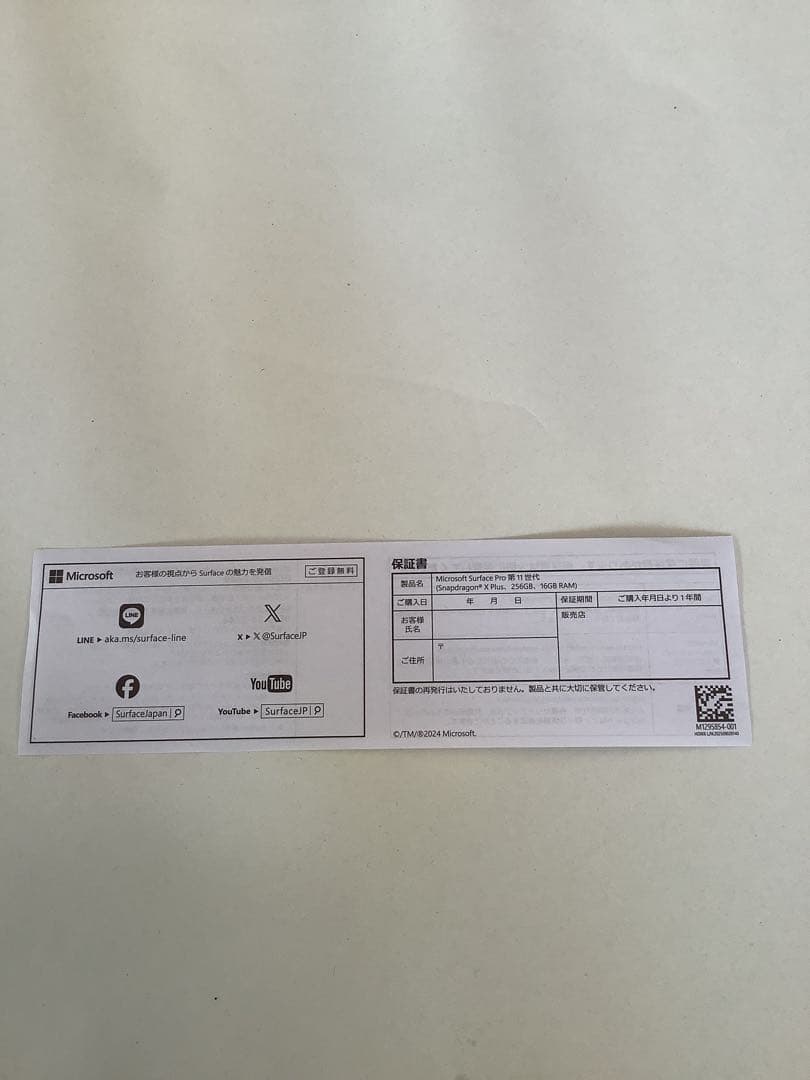 Microsoft
お客様の視点から Surface の魅力を発信
ご登録無料
LINE
LINE ▶ aka.ms/surface-line
X ▶ 𝕏 @SurfaceJP
Facebook ▶ SurfaceJapan
YouTube
YouTube ▶ SurfaceJP
保証書
製品名
Microsoft Surface Pro 第 11 世代
(Snapdragon® X Plus、256GB、16GB RAM)
ご購入日 年 月 日
保証期間 ご購入年月日より 1 年間
お客様
氏名
販売店
ご住所
〒
保証書の再発行はいたしておりません。製品と共に大切に保管してください。
©/TM/®2024 Microsoft.
M1295854-001